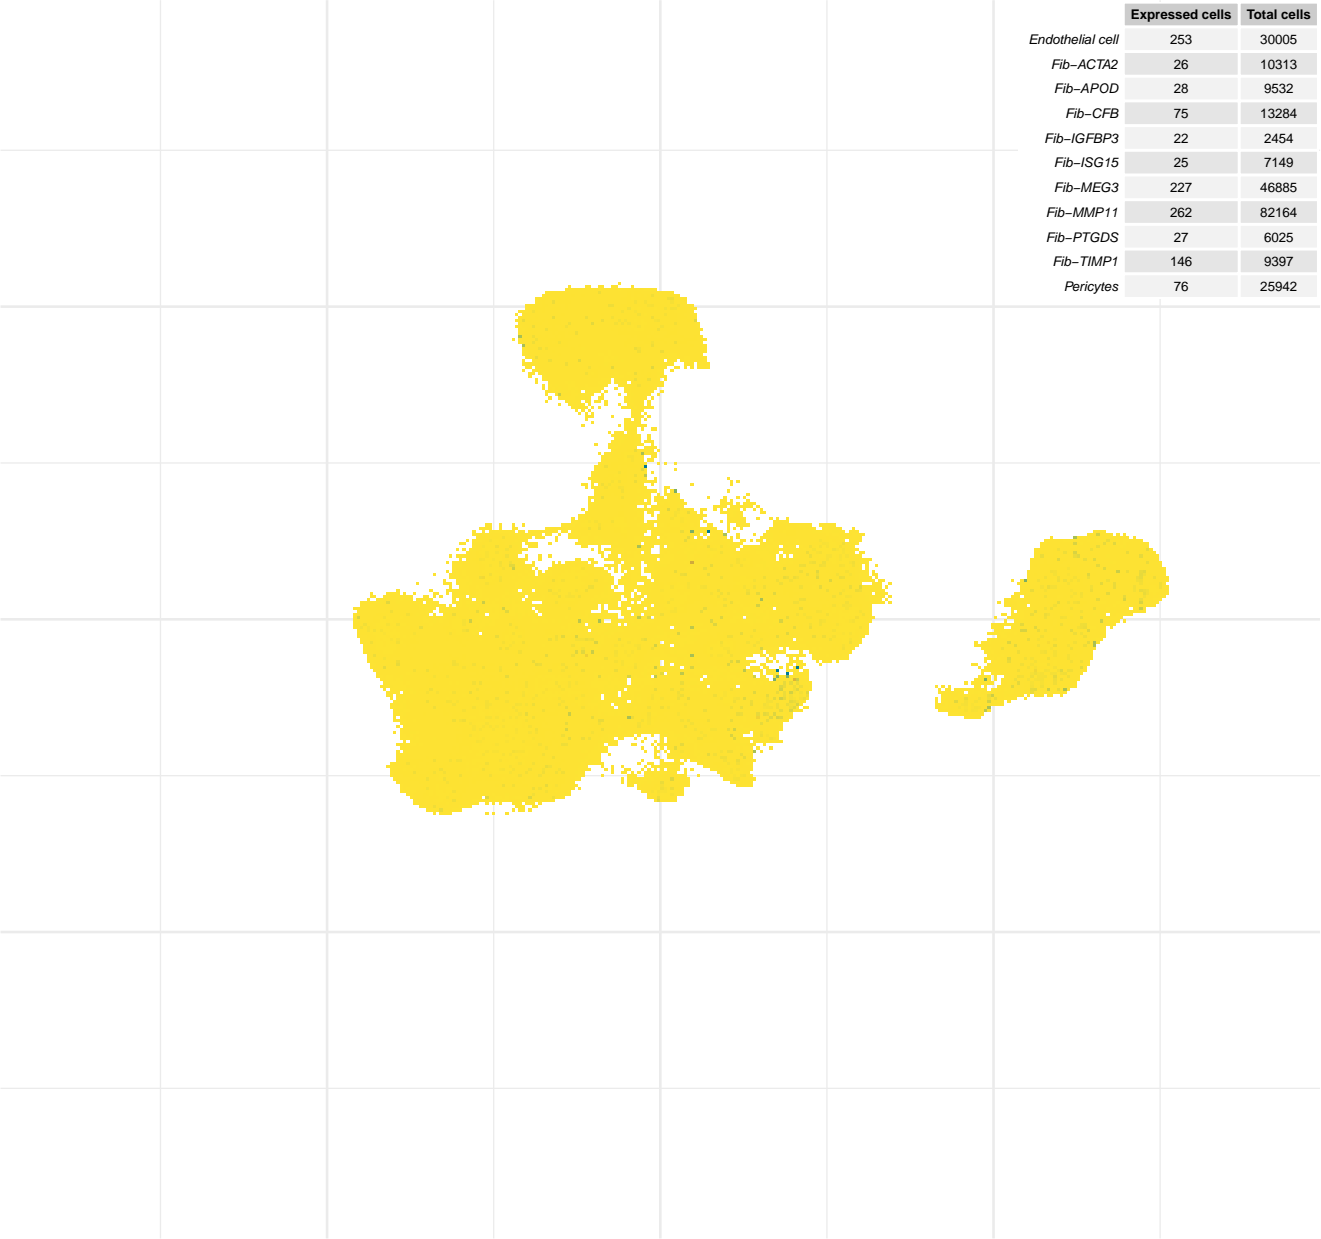 Expressed cells Total cells
Endothelial cell 253 30005
Fib−ACTA2 26 10313
Fib−APOD 28 9532
Fib−CFB 75 13284
Fib−IGFBP3 22 2454
Fib−ISG15 25 7149
Fib−MEG3 227 46885
Fib−MMP11 262 82164
Fib−PTGDS 27 6025
Fib−TIMP1 146 9397
Pericytes 76 25942